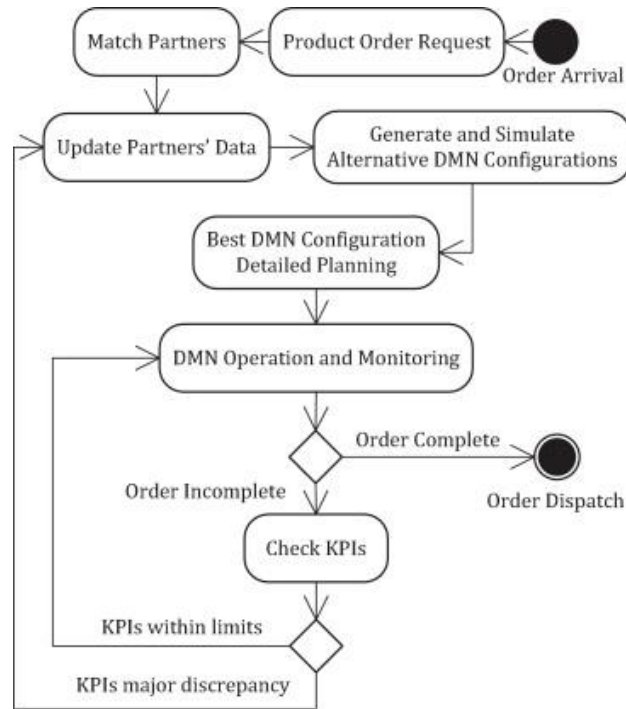 Match Partners
Product Order Request
Order Arrival
Update Partners' Data
Generate and Simulate
Alternative DMN Configurations
Best DMN Configuration
Detailed Planning
DMN Operation and Monitoring
Order Complete
Order Incomplete
Order Dispatch
Check KPIs
KPIs within limits
KPIs major discrepancy